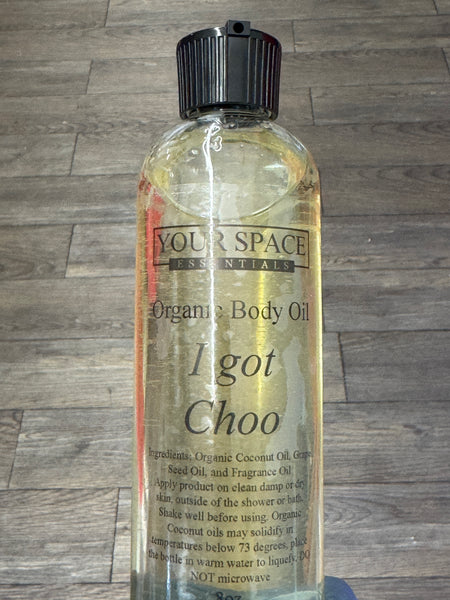 YOUR SPACE
ESSENTIALS
Organic Body Oil
I got
Choo
Ingredients: Organic Coconut Oil, Grape
Seed Oil, and Fragrance Oil
Apply product on clean damp or dry
skin, outside of the shower or bath.
Shake well before using. Organic
Coconut oils may solidify in
temperatures below 73 degrees, place
the bottle in warm water to liquefy, DO
NOT microwave
8oz